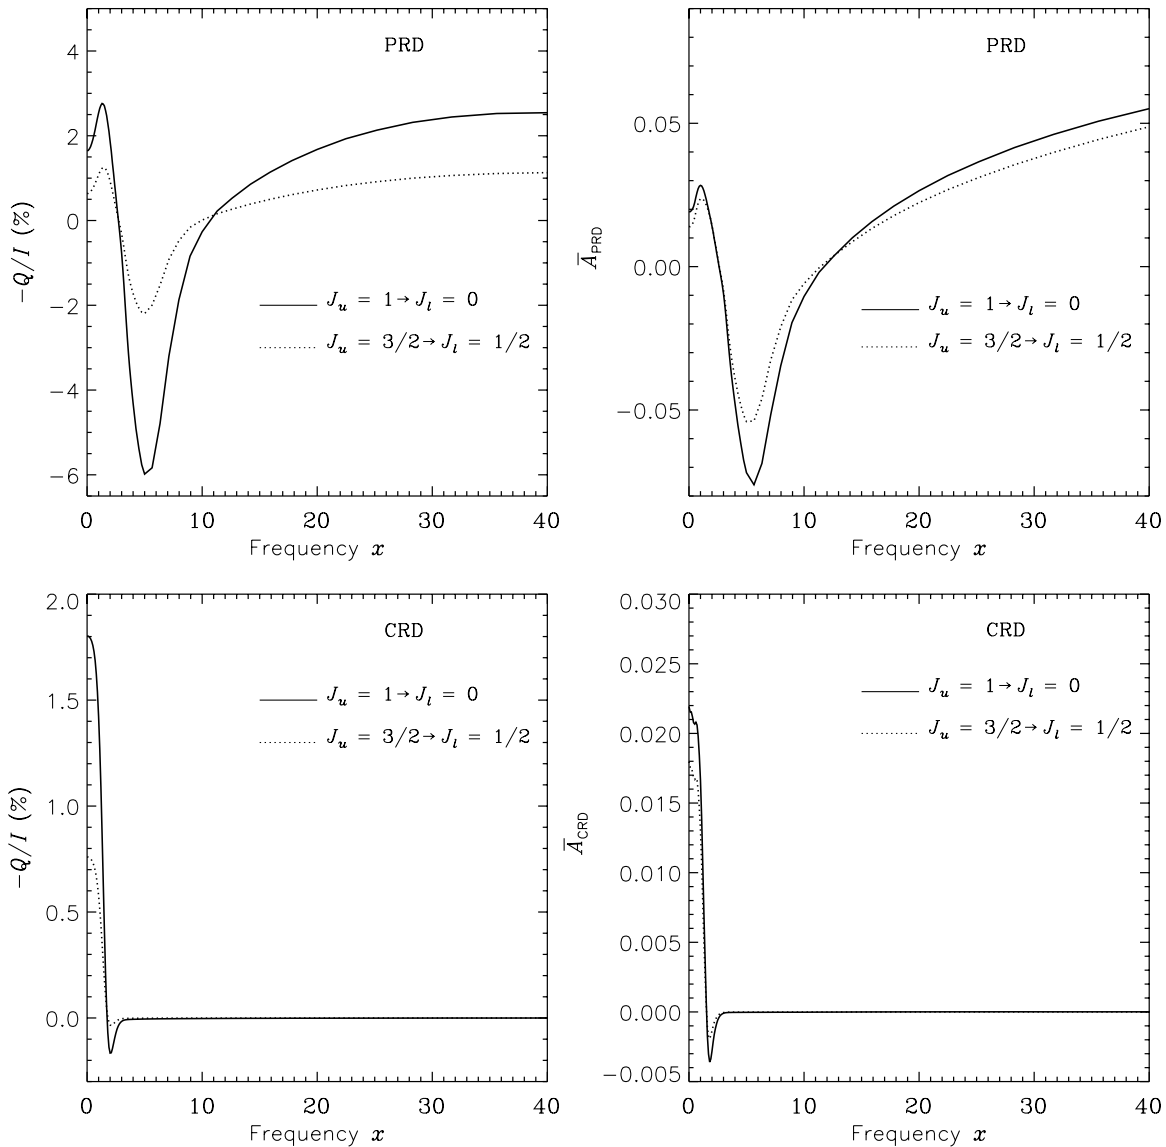 PRD
4
2
0
−2
−4
−6
−Q/I (%)
J_u = 1→J_l = 0
J_u = 3/2→J_l = 1/2
0 10 20 30 40
Frequency x
PRD
0.05
0.00
−0.05
A̅_PRD
J_u = 1→J_l = 0
J_u = 3/2→J_l = 1/2
0 10 20 30 40
Frequency x
CRD
2.0
1.5
1.0
0.5
0.0
−Q/I (%)
J_u = 1→J_l = 0
J_u = 3/2→J_l = 1/2
0 10 20 30 40
Frequency x
CRD
0.030
0.025
0.020
0.015
0.010
0.005
0.000
−0.005
A̅_CRD
J_u = 1→J_l = 0
J_u = 3/2→J_l = 1/2
0 10 20 30 40
Frequency x